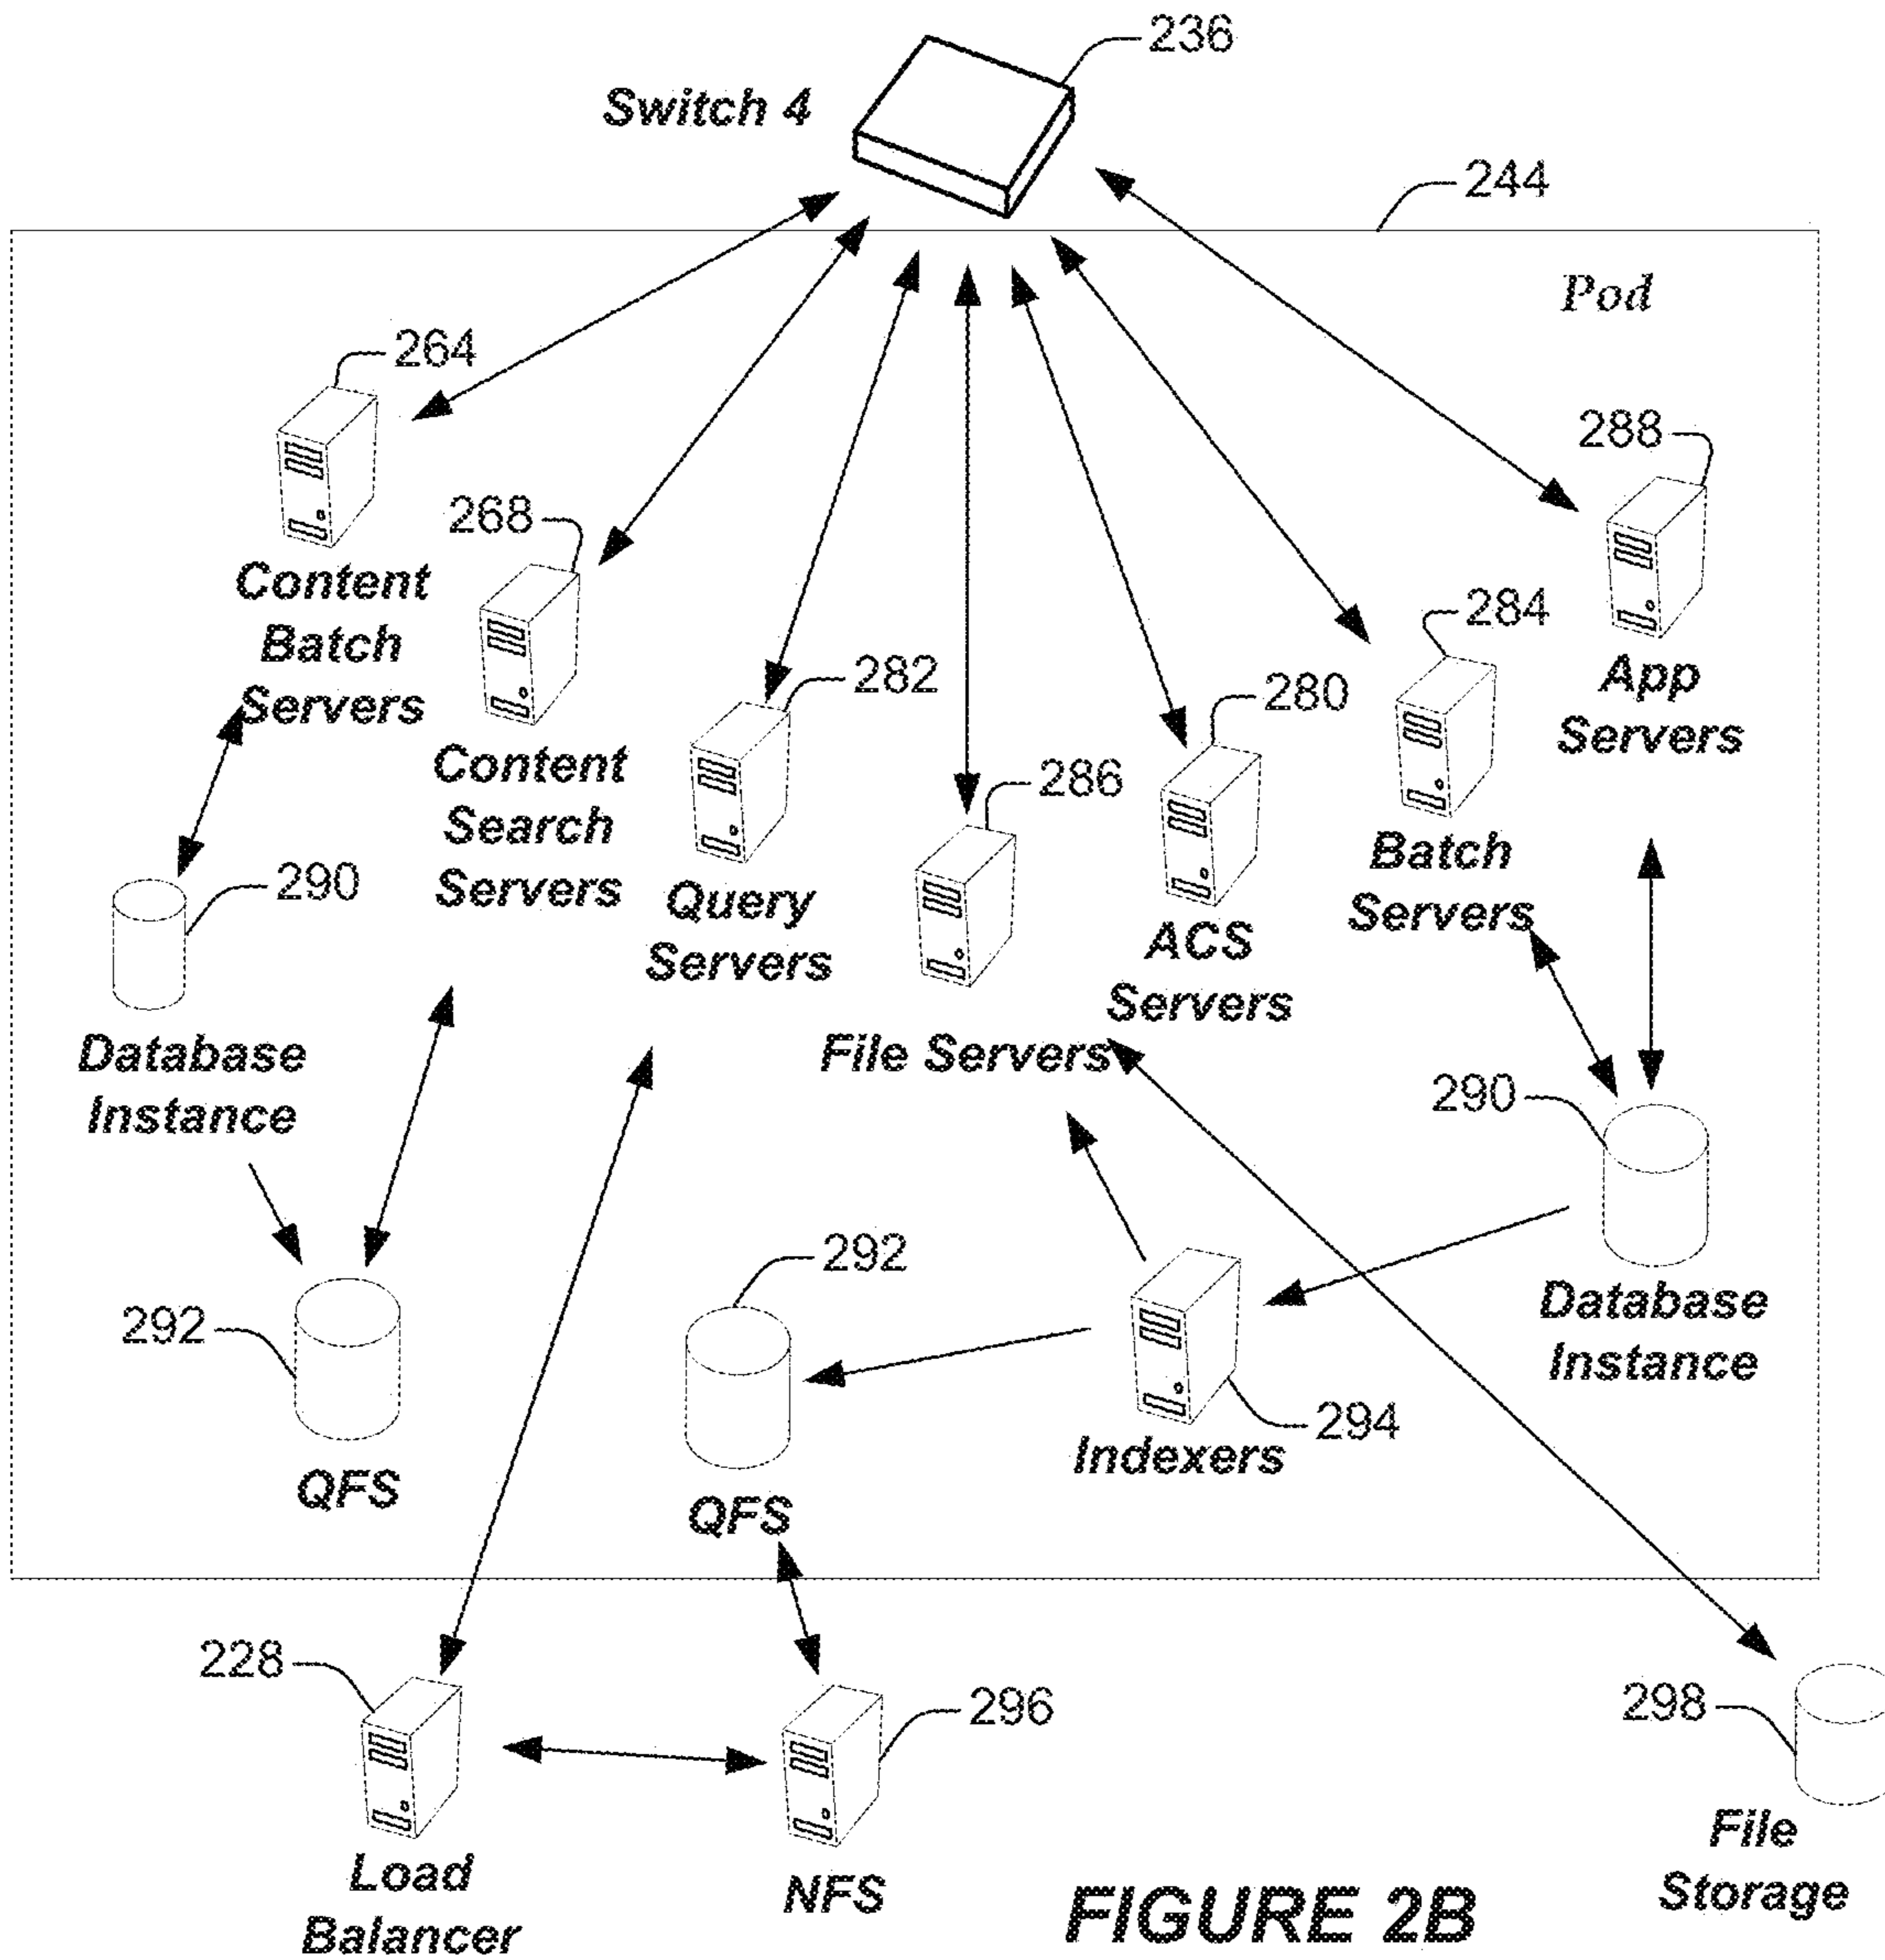 236
Switch 4
244
Pod
264
Content
Batch
Servers
268
Content
Search
Servers
282
Query
Servers
286
File Servers
280
ACS
Servers
284
Batch
Servers
288
App
Servers
290
Database
Instance
290
Database
Instance
292
QFS
292
QFS
294
Indexers
228
Load
Balancer
296
NFS
298
File
Storage
FIGURE 2B